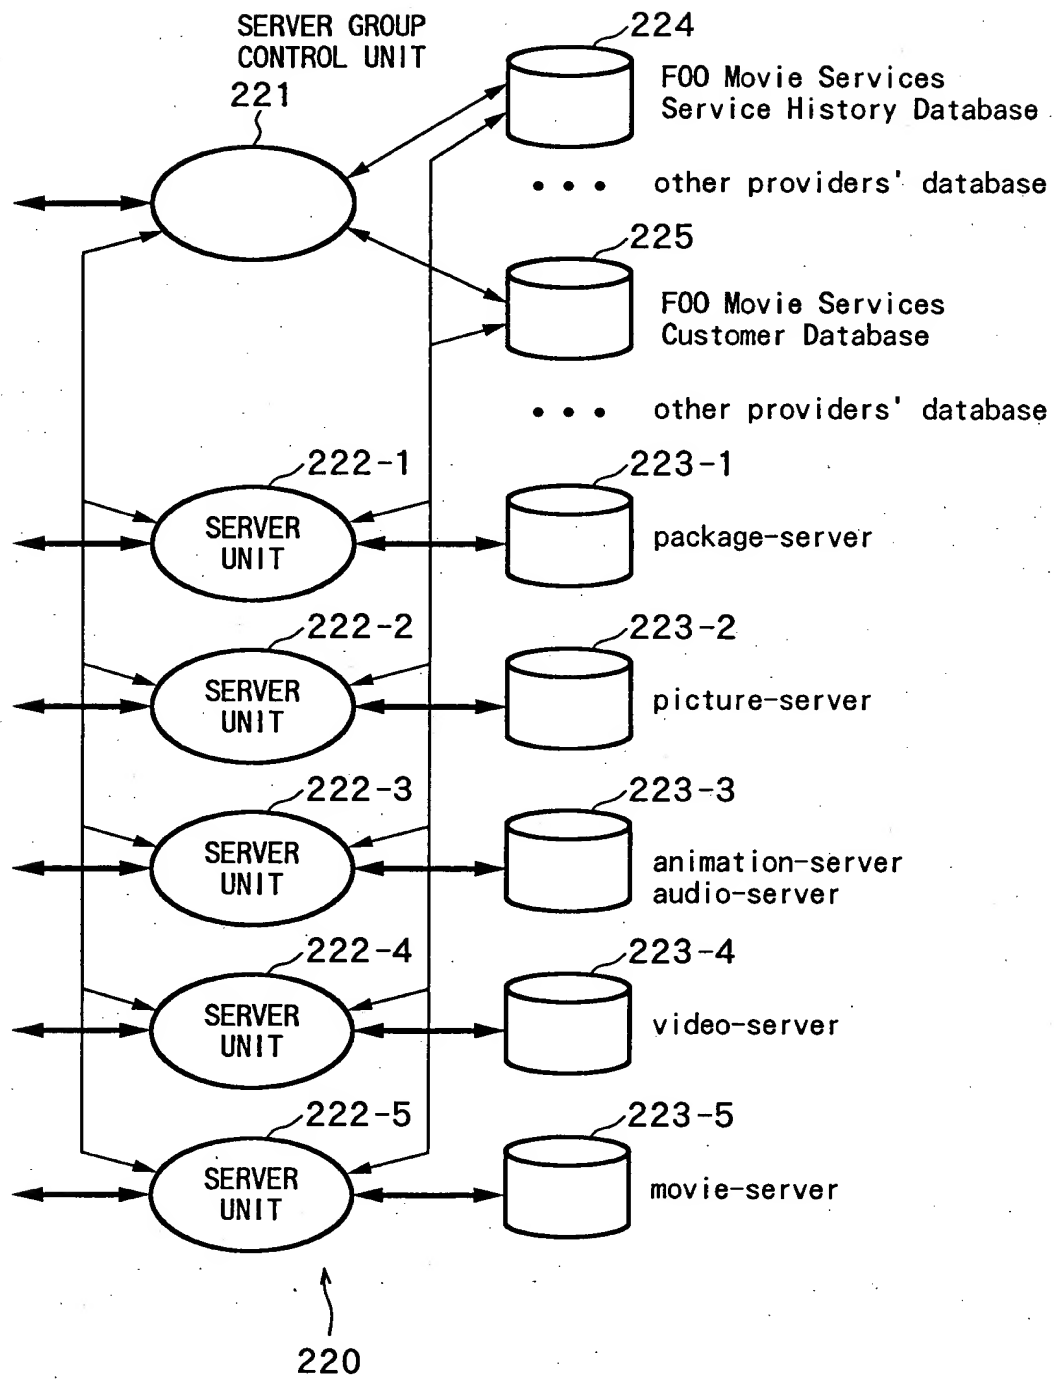 SERVER GROUP
CONTROL UNIT
221
224
FOO Movie Services
Service History Database
• • • other providers' database
225
FOO Movie Services
Customer Database
• • • other providers' database
222-1
223-1
SERVER
UNIT
package-server
222-2
223-2
SERVER
UNIT
picture-server
222-3
223-3
SERVER
UNIT
animation-server
audio-server
222-4
223-4
SERVER
UNIT
video-server
222-5
223-5
SERVER
UNIT
movie-server
220